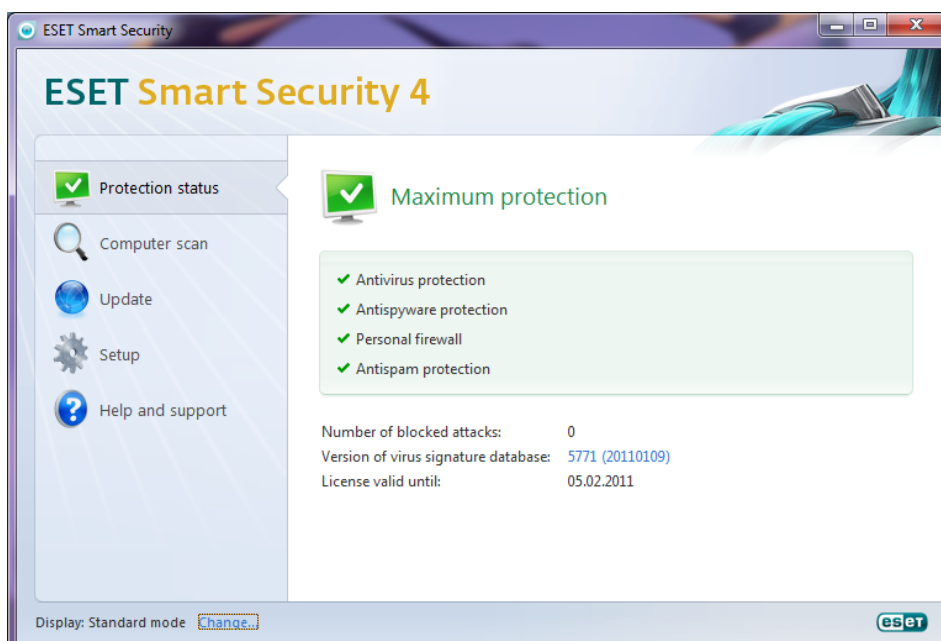 ESET Smart Security
ESET Smart Security 4
Protection status
Computer scan
Update
Setup
Help and support
Maximum protection
Antivirus protection
Antispyware protection
Personal firewall
Antispam protection
Number of blocked attacks: 0
Version of virus signature database: 5771 (20110109)
License valid until: 05.02.2011
Display: Standard mode Change...
eset